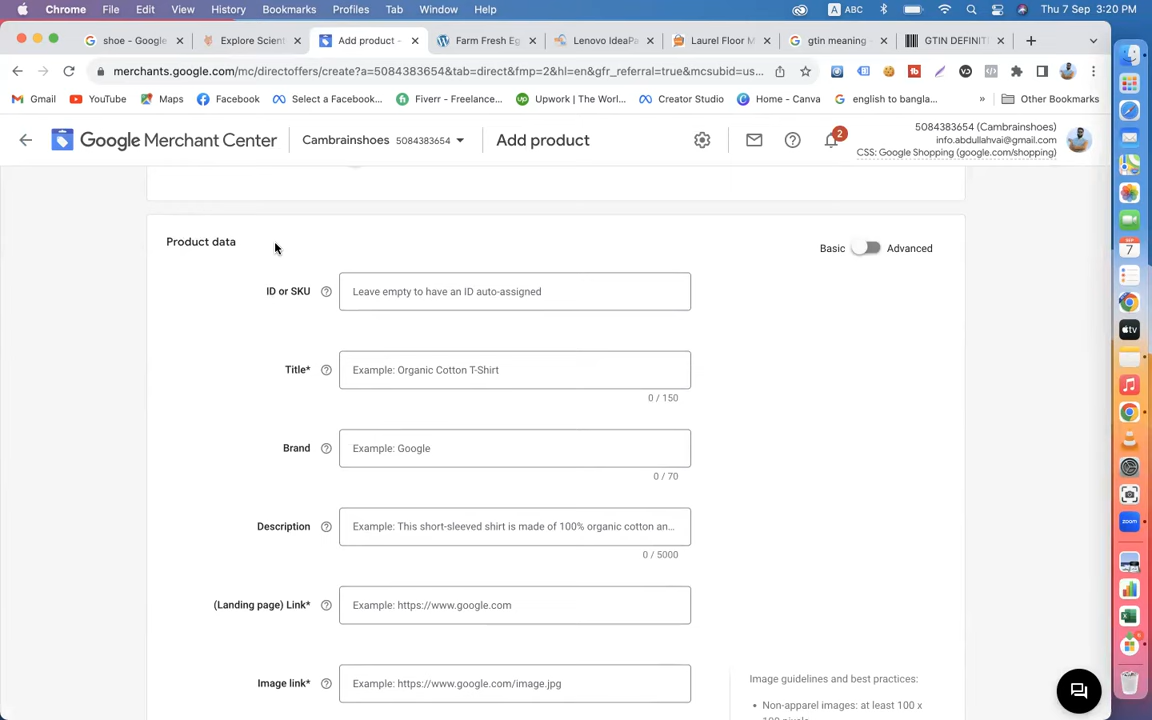 Chrome File Edit View History Bookmarks Profiles Tab Window Help A ABC Thu 7 Sep 3:20 PM
shoe - Google Explore Scient Add product - Farm Fresh Eg Lenovo IdeaPa Laurel Floor M gtin meaning - GTIN DEFINIT
merchants.google.com/mc/directoffers/create?a=5084383654&tab=direct&fmp=2&hl=en&gfr_referral=true&mcsubid=us...
Gmail YouTube Maps Facebook Select a Facebook... Fiverr - Freelance... Upwork | The Worl... Creator Studio Home - Canva english to bangla... » Other Bookmarks
Google Merchant Center Cambrainshoes 5084383654 Add product 2
5084383654 (Cambrainshoes)
info.abdullahvai@gmail.com
CSS: Google Shopping (google.com/shopping)
Product data
Basic Advanced
ID or SKU Leave empty to have an ID auto-assigned
Title* Example: Organic Cotton T-Shirt
0 / 150
Brand Example: Google
0 / 70
Description Example: This short-sleeved shirt is made of 100% organic cotton an...
0 / 5000
(Landing page) Link* Example: https://www.google.com
Image link* Example: https://www.google.com/image.jpg
Image guidelines and best practices:
• Non-apparel images: at least 100 x
SEP
7
tv
zoom